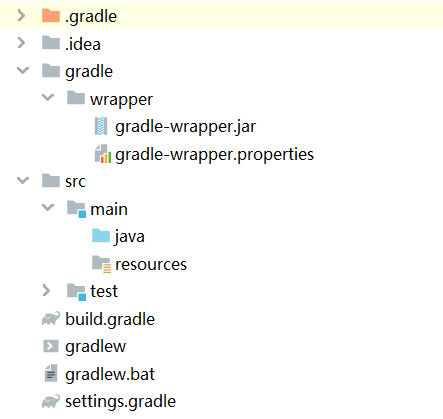 .gradle
.idea
gradle
wrapper
gradle-wrapper.jar
gradle-wrapper.properties
src
main
java
resources
test
build.gradle
gradlew
gradlew.bat
settings.gradle